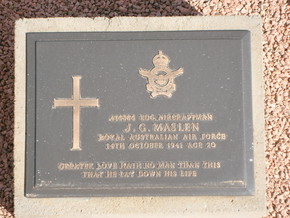 RDG. AIRCRAFTMAN
J. G. MASLEN
ROYAL AUSTRALIAN AIR FORCE
24TH OCTOBER 1941 AGE 20
GREATER LOVE HATH NO MAN THAN THIS
THAT HE LAY DOWN HIS LIFE